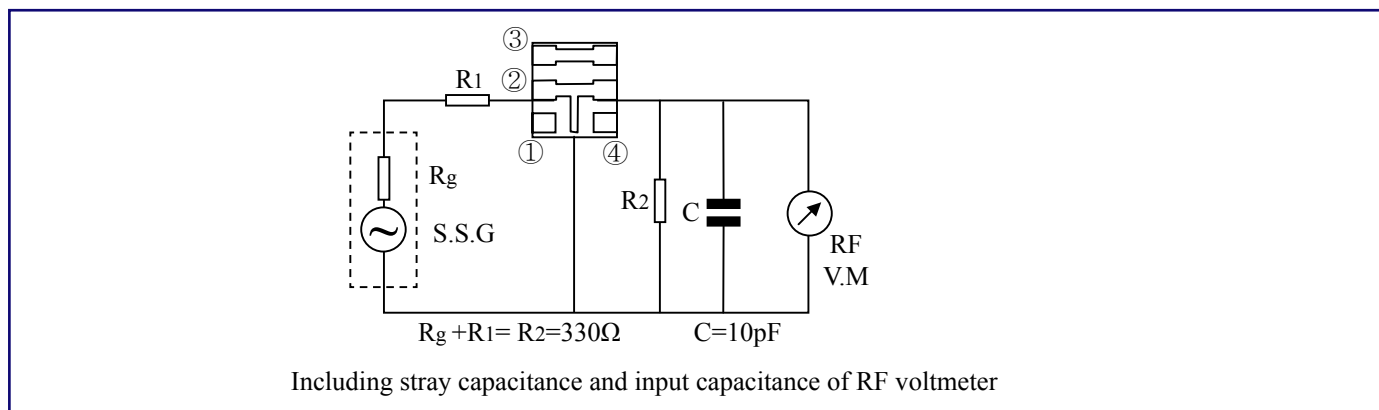 ③
② R1
① ④
Rg
S.S.G
R2 C
RF
V.M
Rg +R1= R2=330Ω C=10pF
Including stray capacitance and input capacitance of RF voltmeter